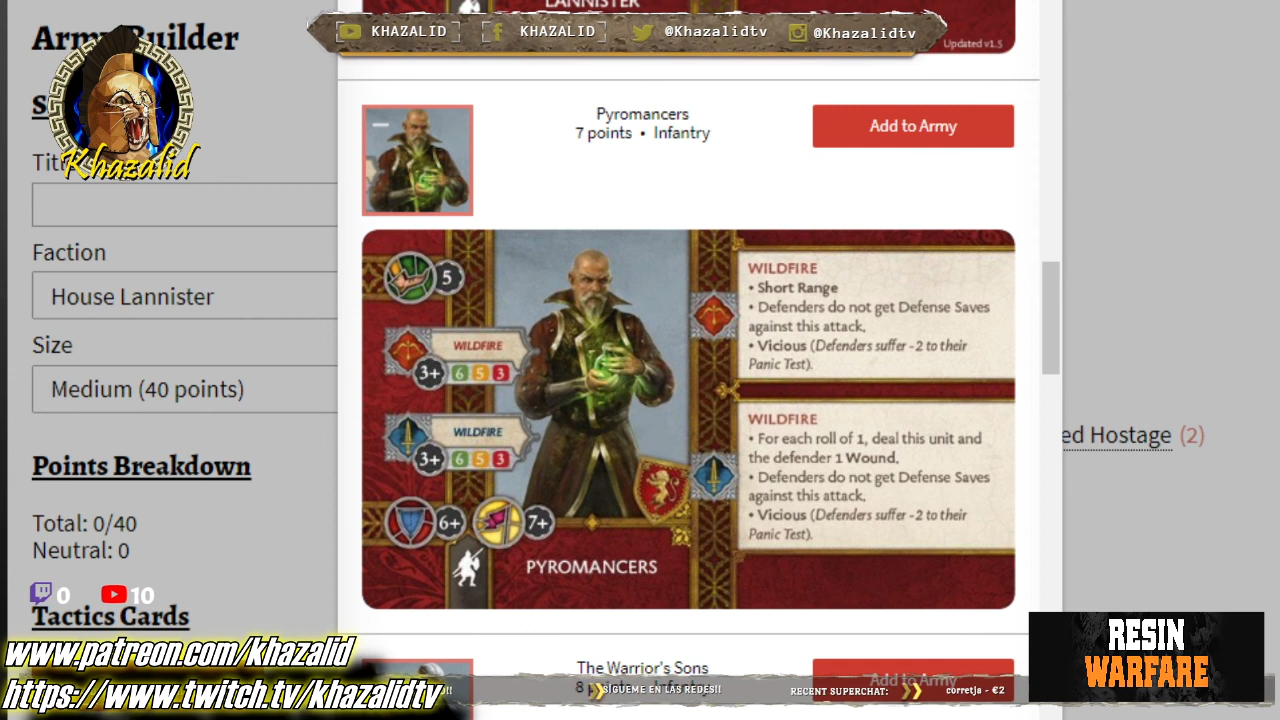 LANNISTER
KHAZALID
KHAZALID
@Khazalidtv
@Khazalidtv
Updated v1.5
Army Builder
Khazalid
Faction
House Lannister
Size
Medium (40 points)
Points Breakdown
Total: 0/40
Neutral: 0
0
10
Tactics Cards
www.patreon.com/khazalid
https://www.twitch.tv/khazalidtv
Pyromancers
7 points • Infantry
Add to Army
5
WILDFIRE
3+ 6 5 3
WILDFIRE
3+ 6 5 3
6+
7+
PYROMANCERS
WILDFIRE
• Short Range
• Defenders do not get Defense Saves
against this attack.
• Vicious (Defenders suffer -2 to their
Panic Test).
WILDFIRE
• For each roll of 1, deal this unit and
the defender 1 Wound.
• Defenders do not get Defense Saves
against this attack.
• Vicious (Defenders suffer -2 to their
Panic Test).
ed Hostage (2)
The Warrior's Sons
Add to Army
SÍGUEME EN LAS REDES!!
RECENT SUPERCHAT:
corretja - €2
RESIN
WARFARE